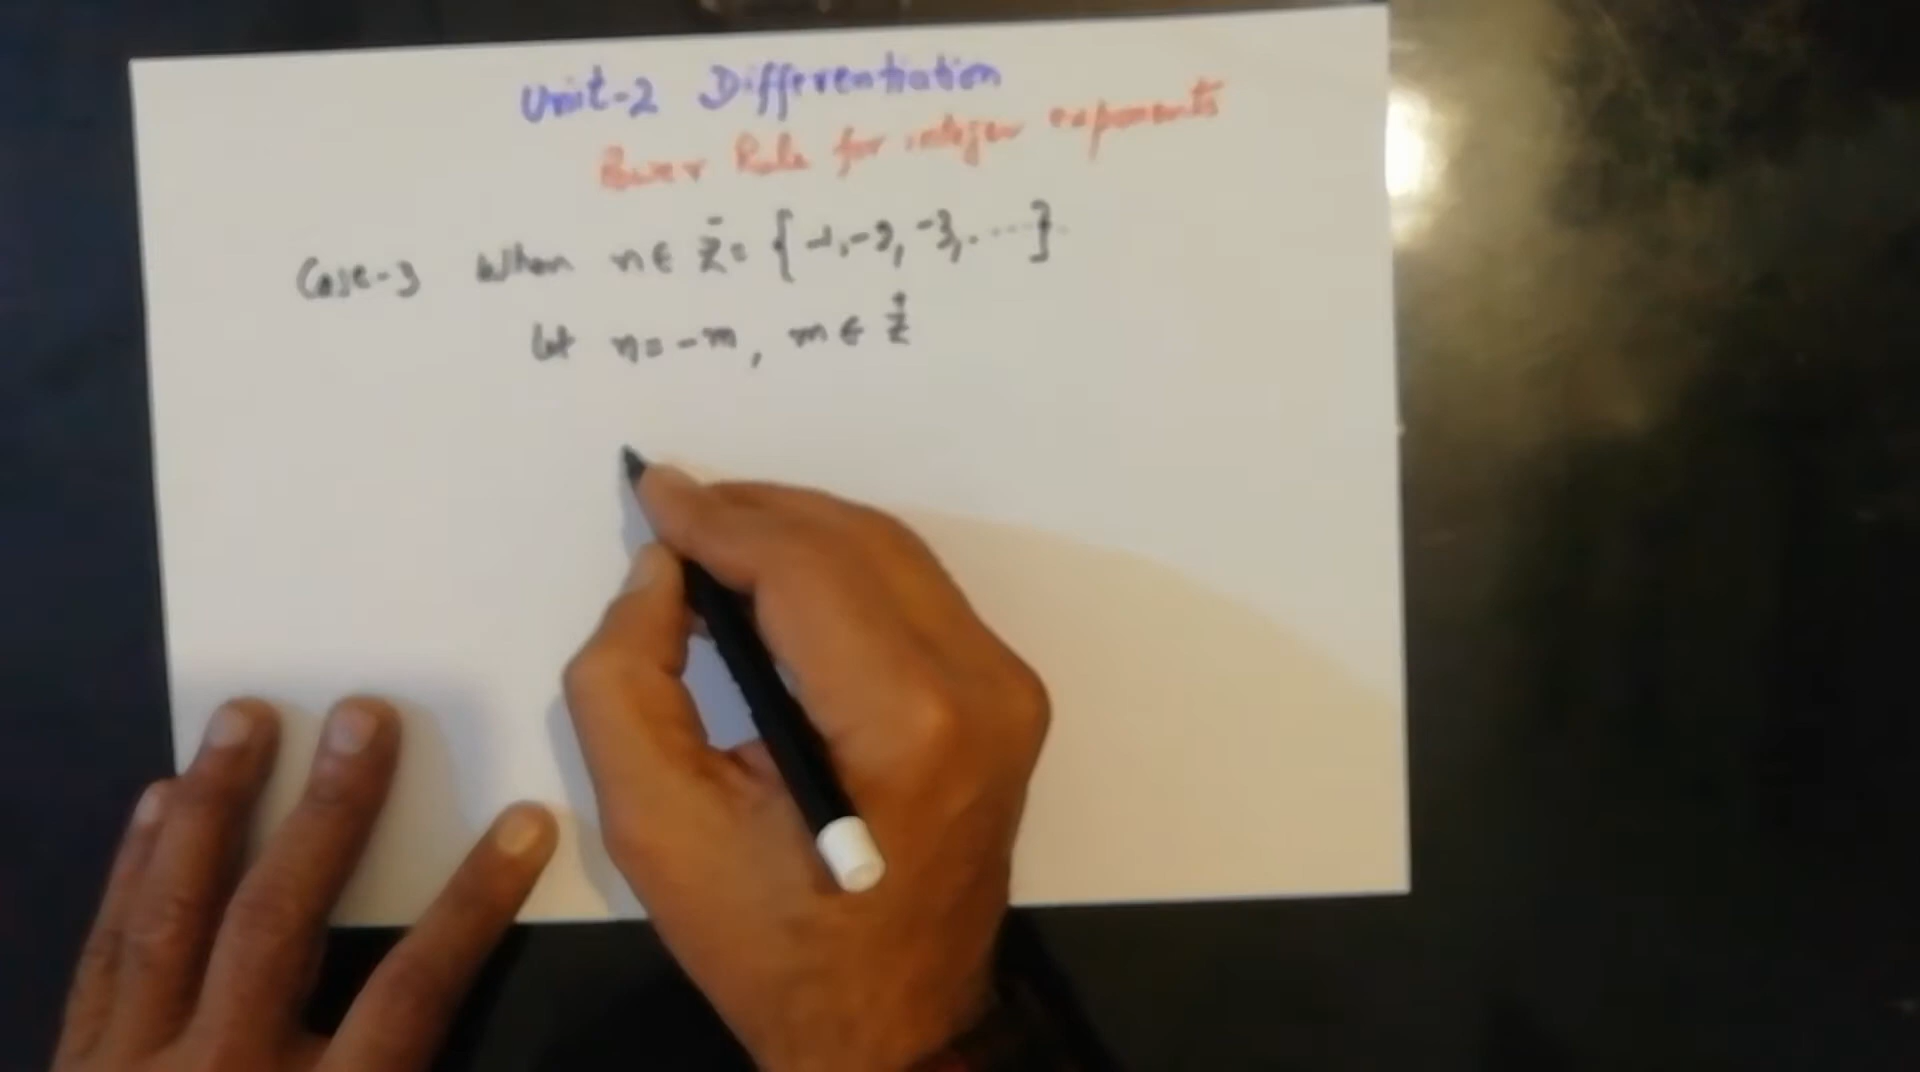 Unit-2 Differentiation
Power Rule for integer exponents
Case-3 When n ∈ Z⁻ = {-1, -2, -3, ....}
let n = -m, m ∈ Z⁺